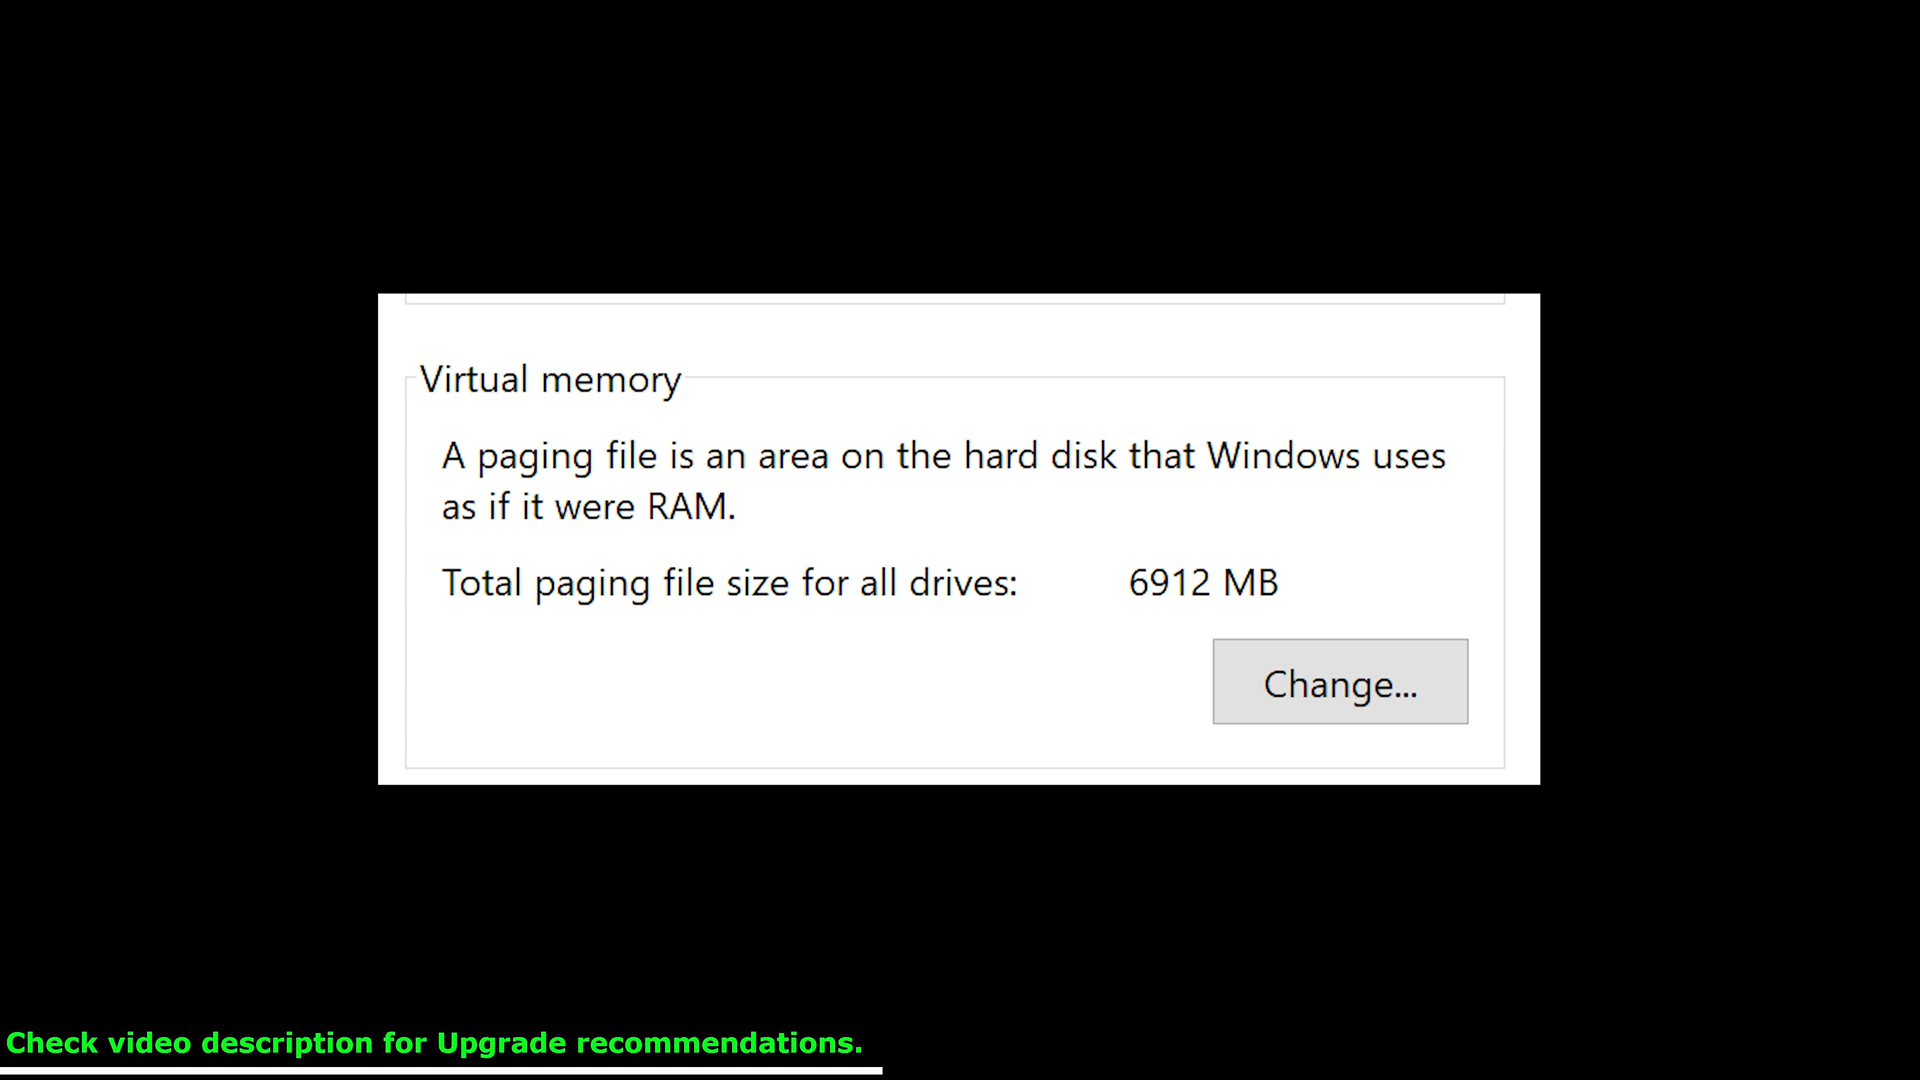 Virtual memory
A paging file is an area on the hard disk that Windows uses
as if it were RAM.
Total paging file size for all drives: 6912 MB
Change...
Check video description for Upgrade recommendations.